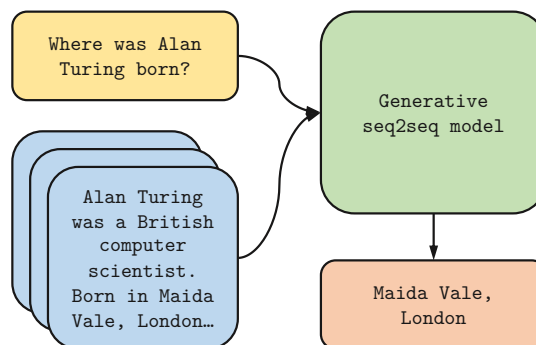 Where was Alan
Turing born?
Generative
seq2seq model
Alan Turing
was a British
computer
scientist.
Born in Maida
Vale, London…
Maida Vale,
London